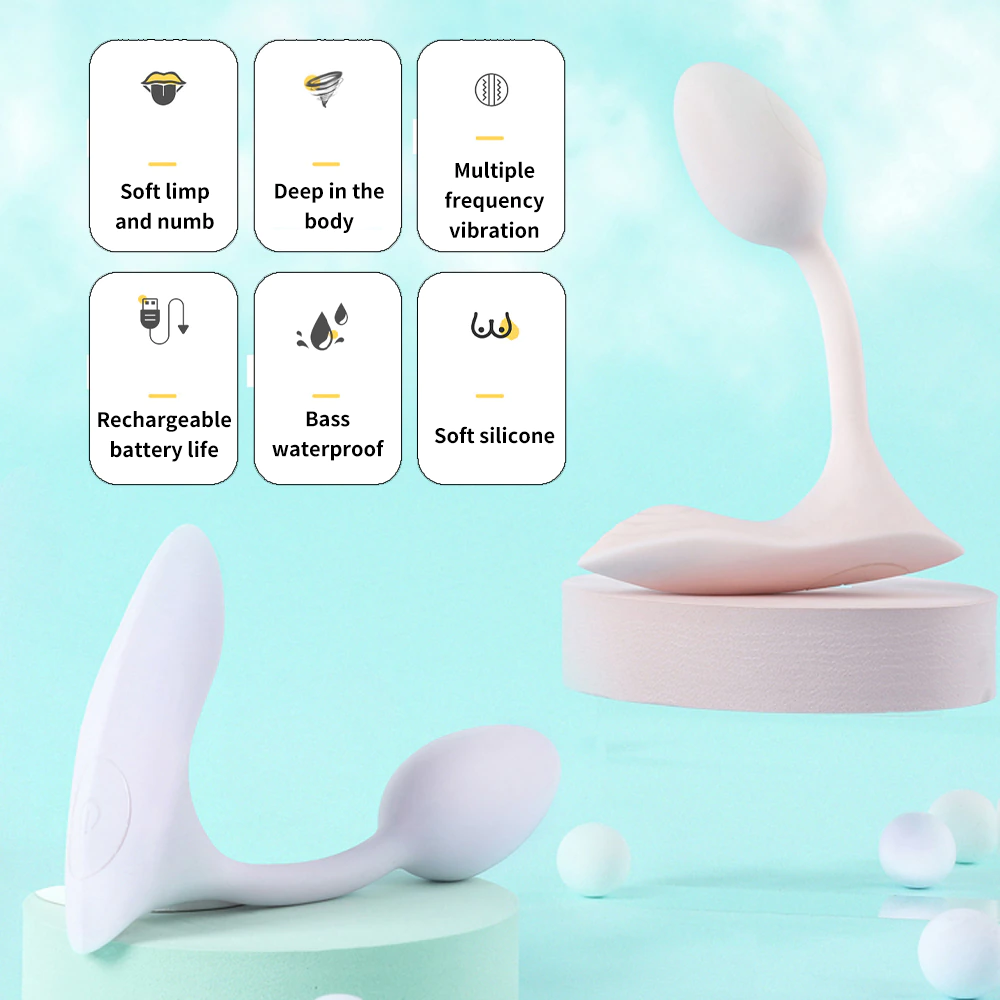 Soft limp
and numb
Deep in the
body
Multiple
frequency
vibration
Rechargeable
battery life
Bass
waterproof
Soft silicone